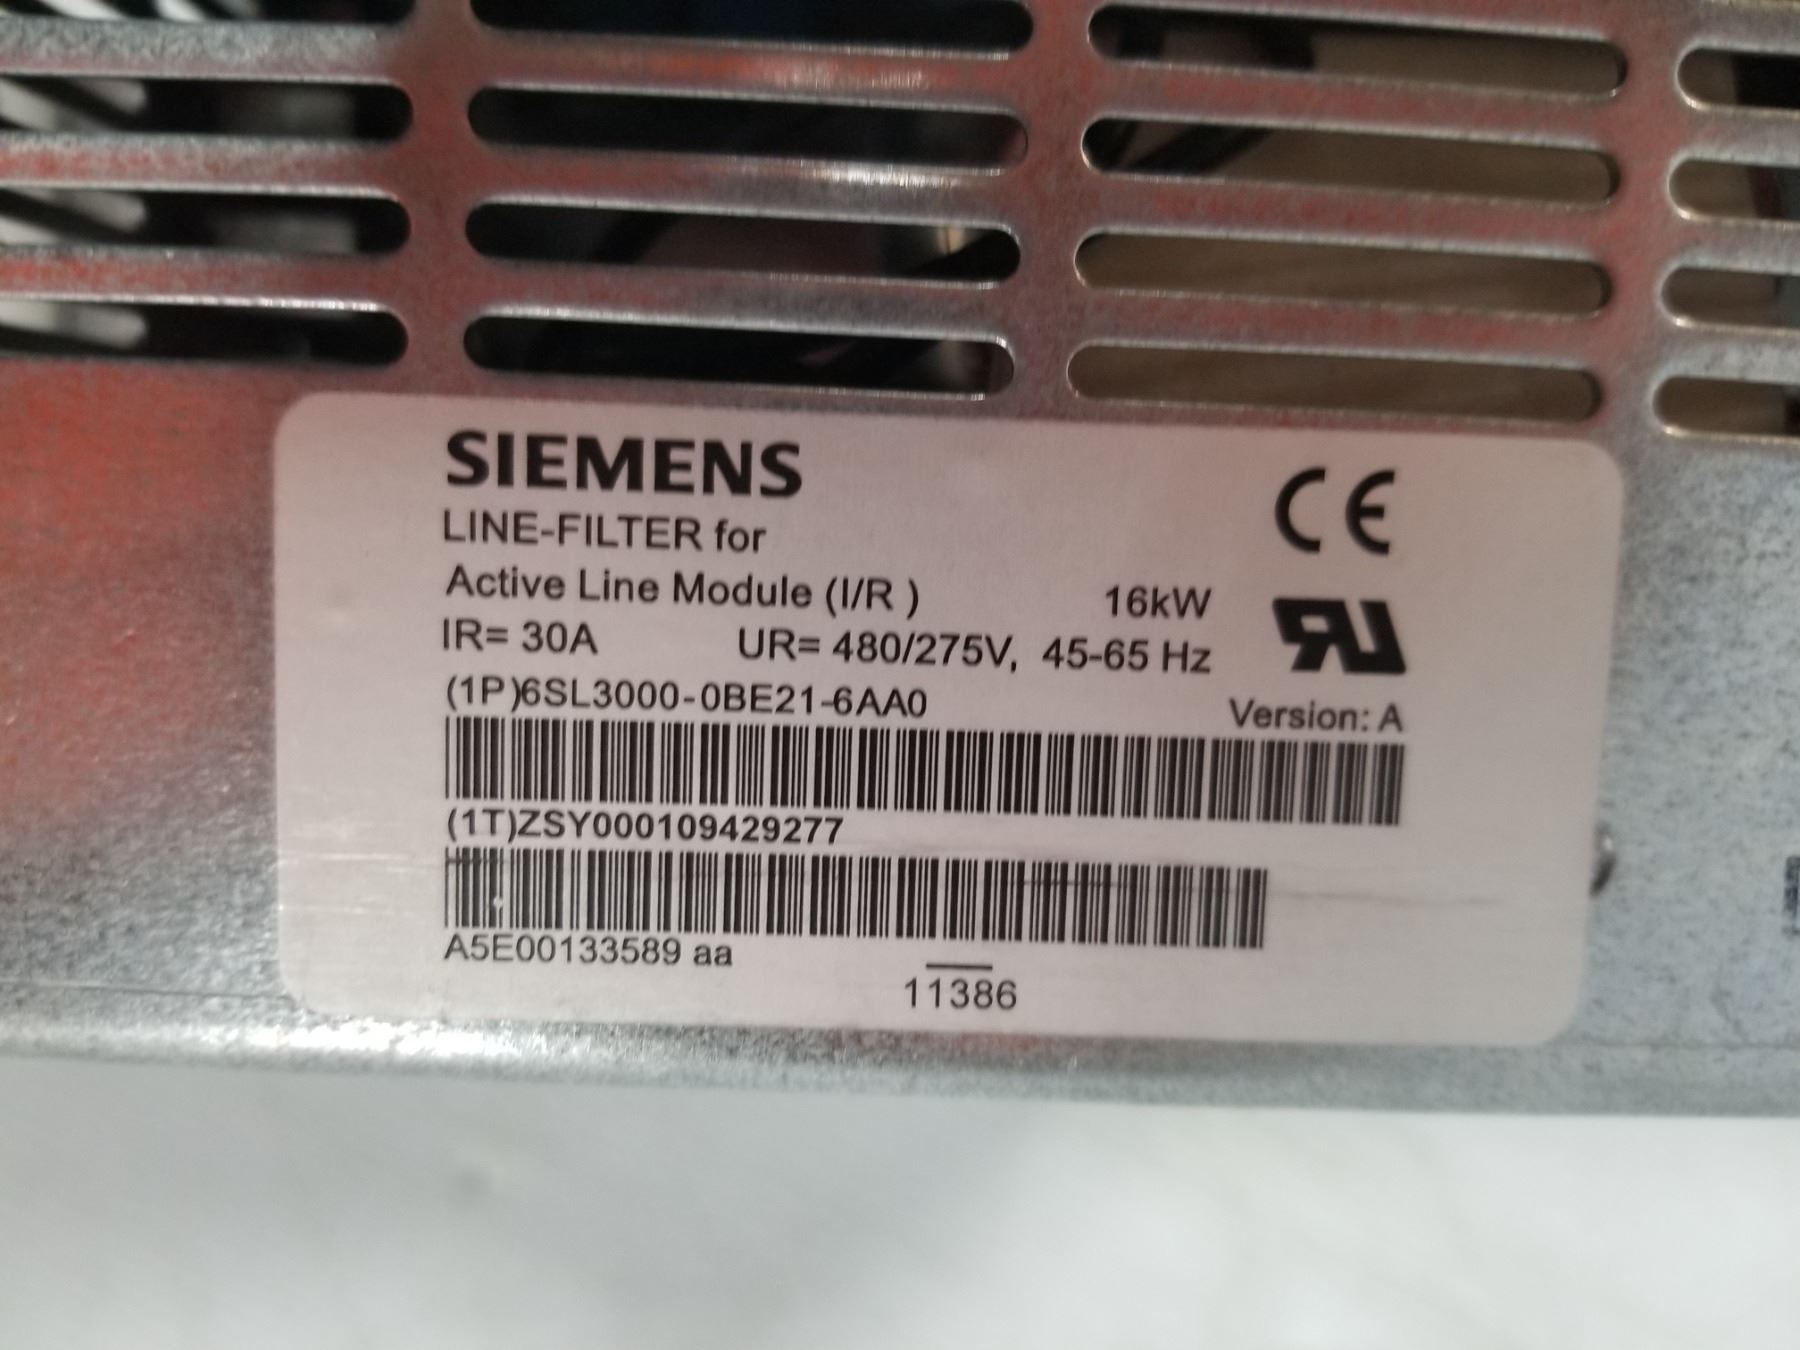 SIEMENS
LINE-FILTER for
Active Line Module (I/R ) 16kW
IR= 30A UR= 480/275V, 45-65 Hz
(1P)6SL3000-0BE21-6AA0
Version: A
(1T)ZSY000109429277
A5E00133589 aa
11386